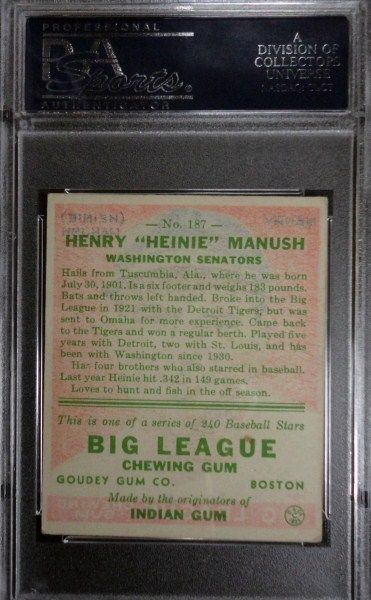 PROFESSIONAL
PSA
Sports
AUTHENTICATOR
A
DIVISION OF
COLLECTORS
UNIVERSE
NASDAQ: CLCT
— No. 187 —
HENRY "HEINIE" MANUSH
WASHINGTON SENATORS
Hails from Tuscumbia, Ala., where he was born
July 30, 1901. Is a six footer and weighs 183 pounds.
Bats and throws left handed. Broke into the Big
League in 1921 with the Detroit Tigers, but was
sent to Omaha for more experience. Came back
to the Tigers and won a regular berth. Played five
years with Detroit, two with St. Louis, and has
been with Washington since 1930.
Har four brothers who also starred in baseball.
Last year Heinie hit .342 in 149 games.
Loves to hunt and fish in the off season.
This is one of a series of 240 Baseball Stars
BIG LEAGUE
CHEWING GUM
GOUDEY GUM CO. BOSTON
Made by the originators of
INDIAN GUM